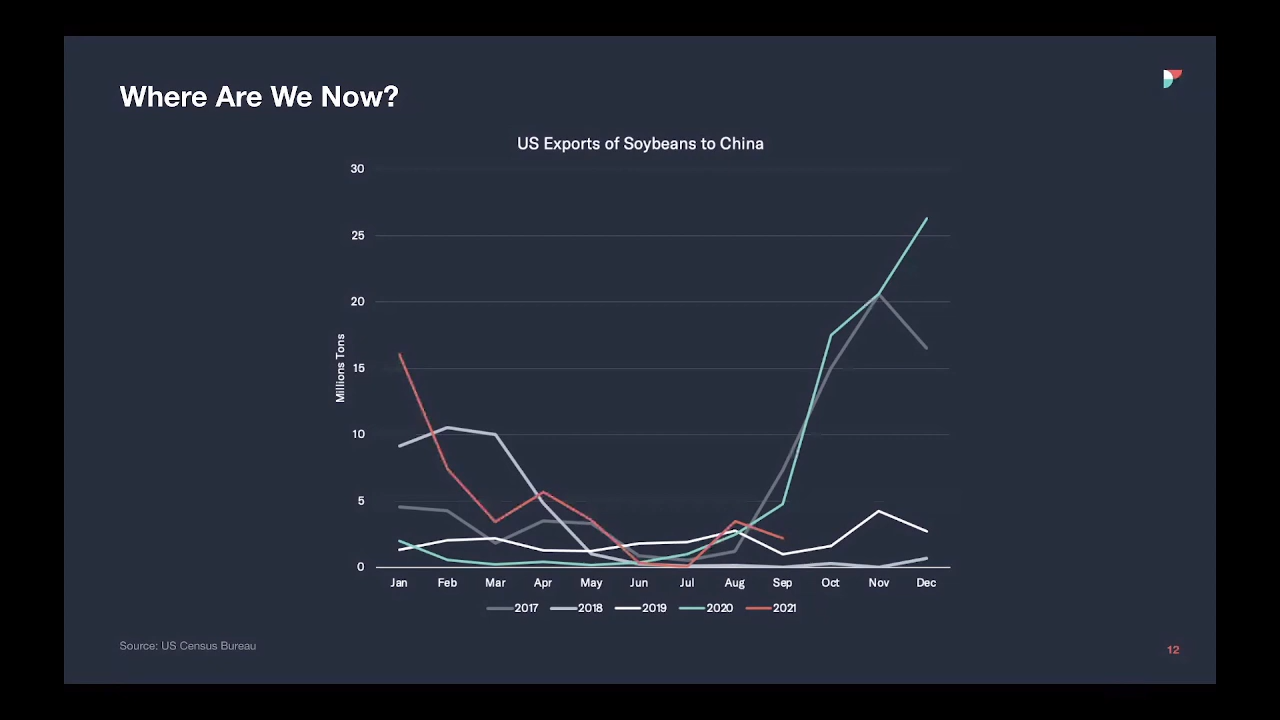 Where Are We Now?
US Exports of Soybeans to China
30
25
20
15
10
5
0
Millions Tons
Jan Feb Mar Apr May Jun Jul Aug Sep Oct Nov Dec
2017 2018 2019 2020 2021
Source: US Census Bureau
12